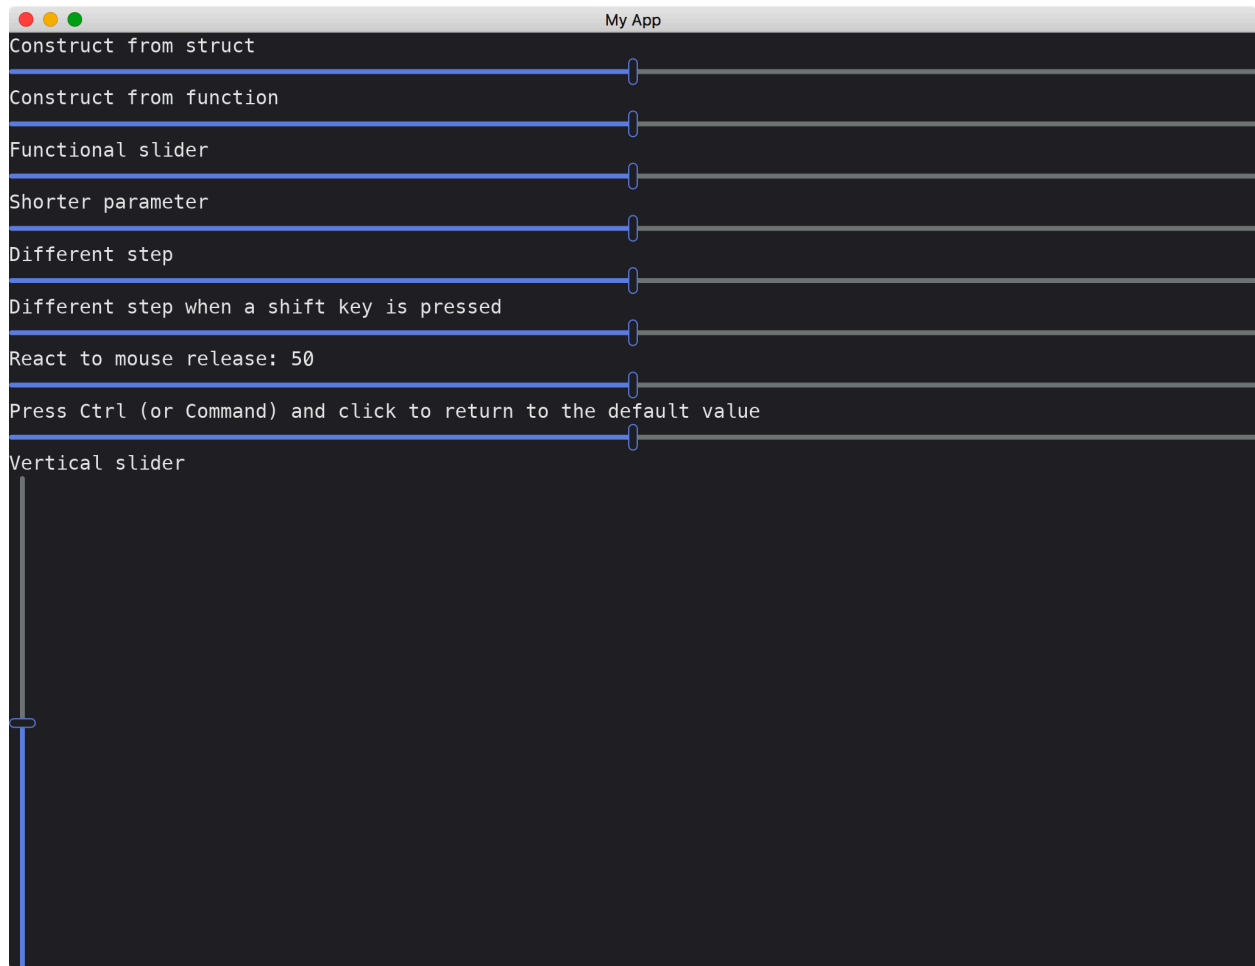 My App
Construct from struct
Construct from function
Functional slider
Shorter parameter
Different step
Different step when a shift key is pressed
React to mouse release: 50
Press Ctrl (or Command) and click to return to the default value
Vertical slider